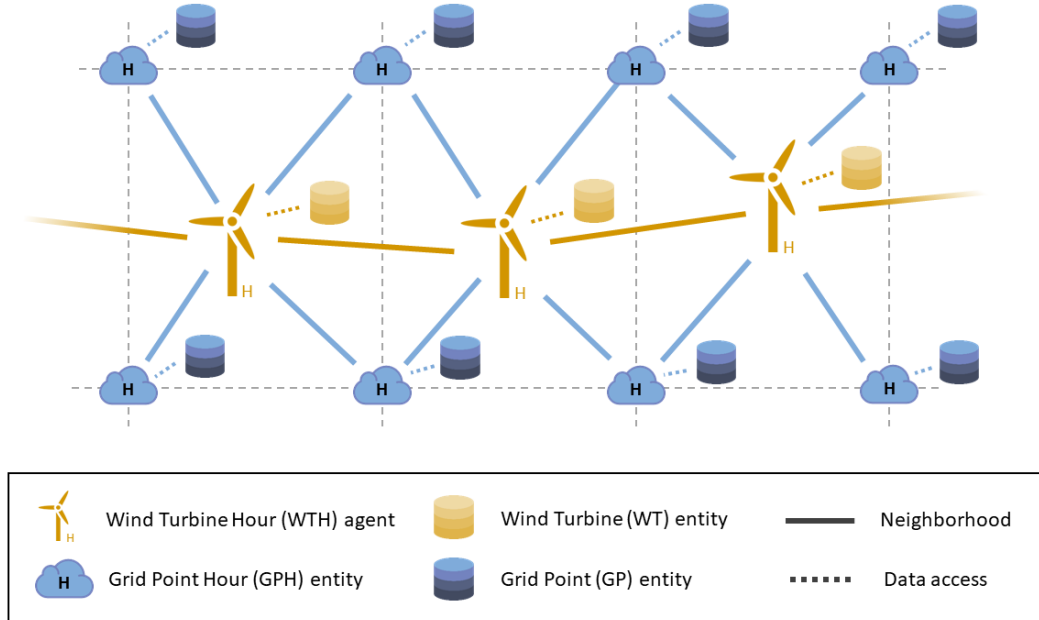 H H H H
H
H
H
H H H H
Wind Turbine Hour (WTH) agent
Wind Turbine (WT) entity
Neighborhood
H
H
Grid Point Hour (GPH) entity
Grid Point (GP) entity
Data access